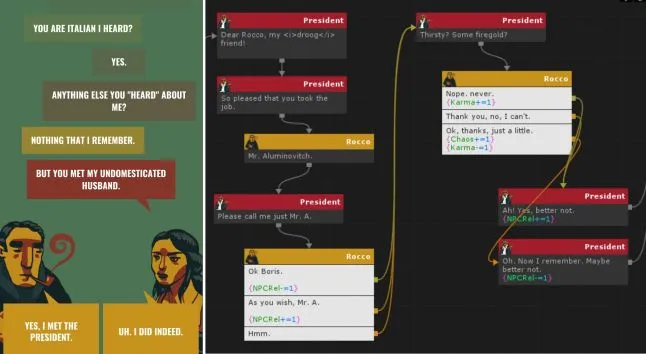 YOU ARE ITALIAN I HEARD?
YES.
ANYTHING ELSE YOU "HEARD" ABOUT
ME?
NOTHING THAT I REMEMBER.
BUT YOU MET MY UNDOMESTICATED
HUSBAND.
YES, I MET THE
PRESIDENT.
UH. I DID INDEED.
President
Dear Rocco, my <i>droog</i>
friend!
President
So pleased that you took the
job.
Rocco
Mr. Aluminovitch.
President
Please call me just Mr. A.
Rocco
Ok Boris.
{NPCRel-=1}
As you wish, Mr. A.
{NPCRel+=1}
Hmm.
President
Thirsty? Some firegold?
Rocco
Nope. never.
{Karma+=1}
Thank you, no, I can't.
Ok, thanks, just a little.
{Chaos+=1}
{Karma-=1}
President
Ah! Yes, better not.
{NPCRel+=1}
President
Oh. Now I remember. Maybe
better not.
{NPCRel-=1}